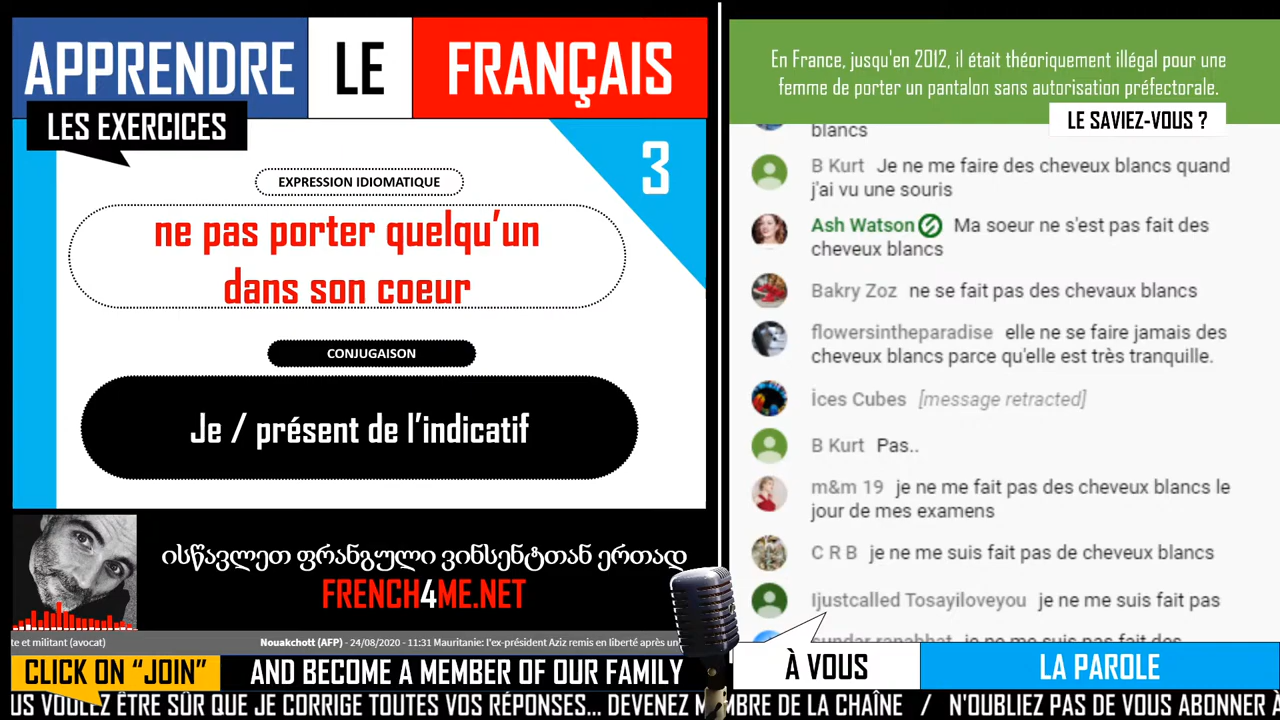 APPRENDRE LE FRANÇAIS
LES EXERCICES
3
EXPRESSION IDIOMATIQUE
ne pas porter quelqu’un
dans son coeur
CONJUGAISON
Je / présent de l’indicatif
ისწავლეთ ფრანგული ვინსენტთან ერთად
FRENCH4ME.NET
te et militant (avocat)
Nouakchott (AFP) - 24/08/2020 - 11:31 Mauritanie: l'ex-président Aziz remis en liberté après
CLICK ON “JOIN” AND BECOME A MEMBER OF OUR FAMILY
En France, jusqu'en 2012, il était théoriquement illégal pour une
femme de porter un pantalon sans autorisation préfectorale.
LE SAVIEZ-VOUS ?
blancs
B Kurt Je ne me faire des cheveux blancs quand
j'ai vu une souris
Ash Watson Ma soeur ne s'est pas fait des
cheveux blancs
Bakry Zoz ne se fait pas des chevaux blancs
flowersintheparadise elle ne se faire jamais des
cheveux blancs parce qu'elle est très tranquille.
İces Cubes [message retracted]
B Kurt Pas..
m&m 19 je ne me fait pas des cheveux blancs le
jour de mes examens
C R B je ne me suis fait pas de cheveux blancs
Ijustcalled Tosayiloveyou je ne me suis fait pas
À VOUS LA PAROLE
US VOULEZ ÊTRE SÛR QUE JE CORRIGE TOUTES VOS RÉPONSES... DEVENEZ MEMBRE DE LA CHAÎNE / N'OUBLIEZ PAS DE VOUS ABONNER À